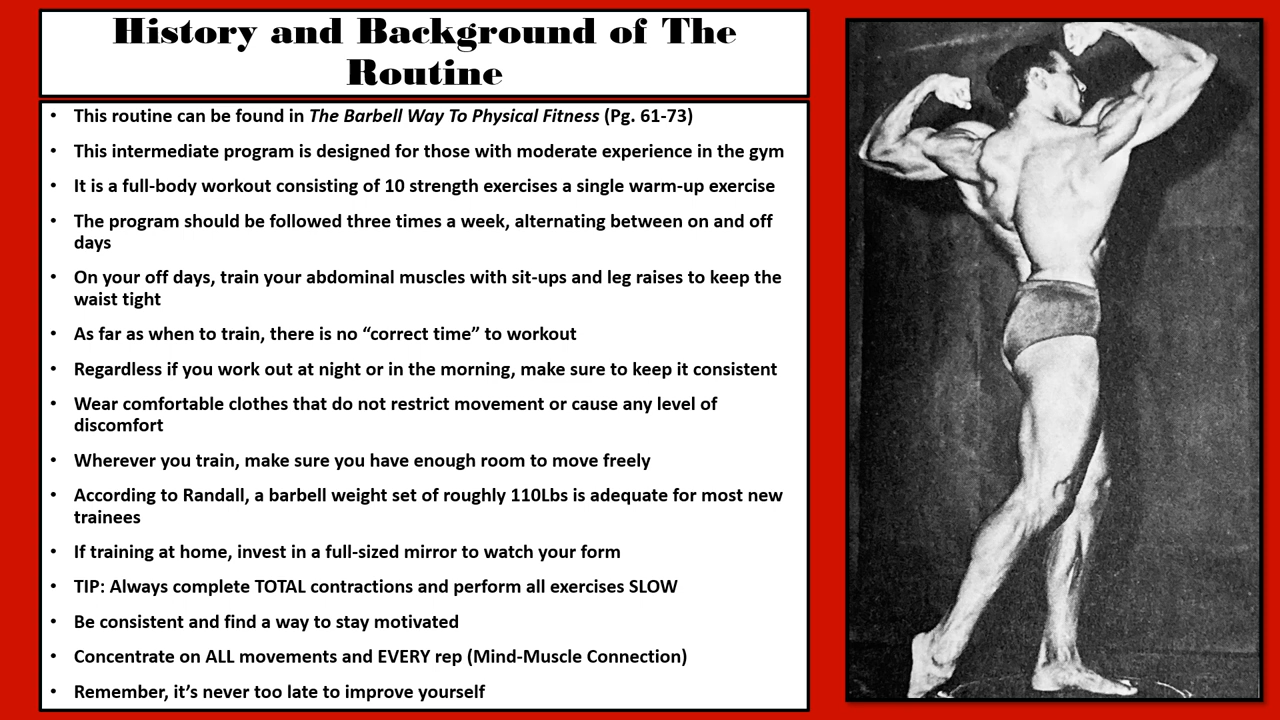 History and Background of The
Routine
• This routine can be found in The Barbell Way To Physical Fitness (Pg. 61-73)
• This intermediate program is designed for those with moderate experience in the gym
• It is a full-body workout consisting of 10 strength exercises a single warm-up exercise
• The program should be followed three times a week, alternating between on and off
days
• On your off days, train your abdominal muscles with sit-ups and leg raises to keep the
waist tight
• As far as when to train, there is no “correct time” to workout
• Regardless if you work out at night or in the morning, make sure to keep it consistent
• Wear comfortable clothes that do not restrict movement or cause any level of
discomfort
• Wherever you train, make sure you have enough room to move freely
• According to Randall, a barbell weight set of roughly 110Lbs is adequate for most new
trainees
• If training at home, invest in a full-sized mirror to watch your form
• TIP: Always complete TOTAL contractions and perform all exercises SLOW
• Be consistent and find a way to stay motivated
• Concentrate on ALL movements and EVERY rep (Mind-Muscle Connection)
• Remember, it’s never too late to improve yourself